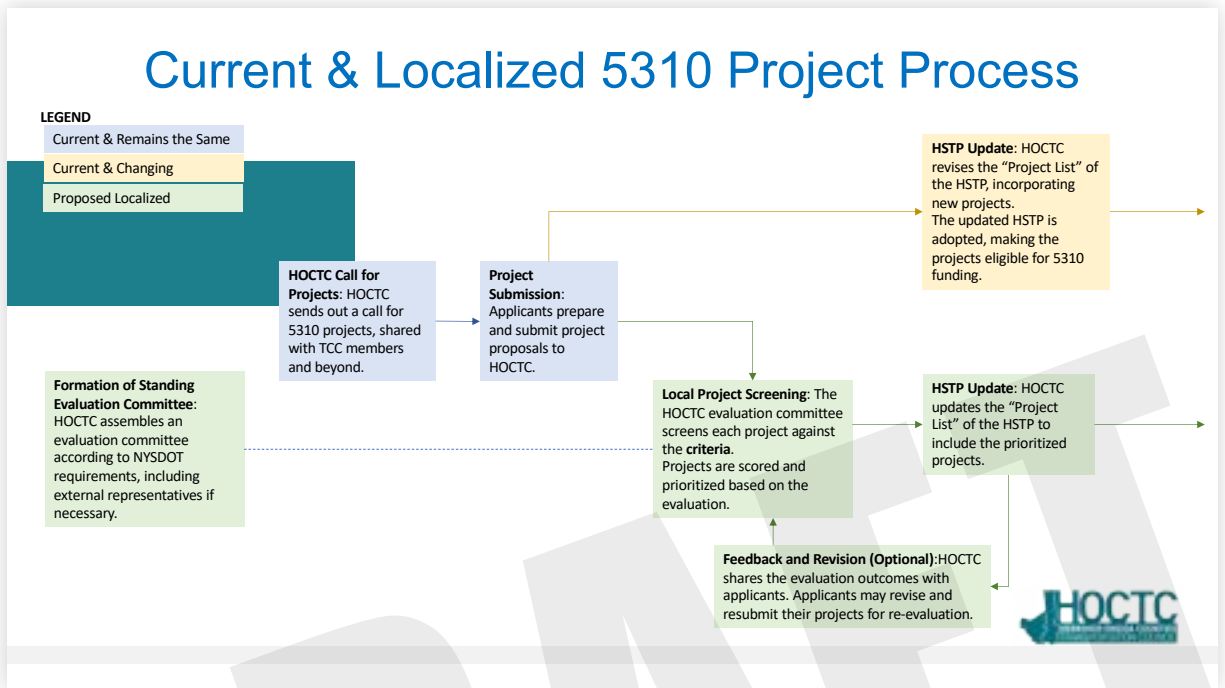 Current & Localized 5310 Project Process
LEGEND
Current & Remains the Same
Current & Changing
Proposed Localized
HSTP Update: HOCTC
revises the “Project List” of
the HSTP, incorporating
new projects.
The updated HSTP is
adopted, making the
projects eligible for 5310
funding.
HOCTC Call for
Projects: HOCTC
sends out a call for
5310 projects, shared
with TCC members
and beyond.
Project
Submission:
Applicants prepare
and submit project
proposals to
HOCTC.
Formation of Standing
Evaluation Committee:
HOCTC assembles an
evaluation committee
according to NYSDOT
requirements, including
external representatives if
necessary.
Local Project Screening: The
HOCTC evaluation committee
screens each project against
the criteria.
Projects are scored and
prioritized based on the
evaluation.
HSTP Update: HOCTC
updates the “Project
List” of the HSTP to
include the prioritized
projects.
Feedback and Revision (Optional):HOCTC
shares the evaluation outcomes with
applicants. Applicants may revise and
resubmit their projects for re-evaluation.
HOCTC
DRAFT